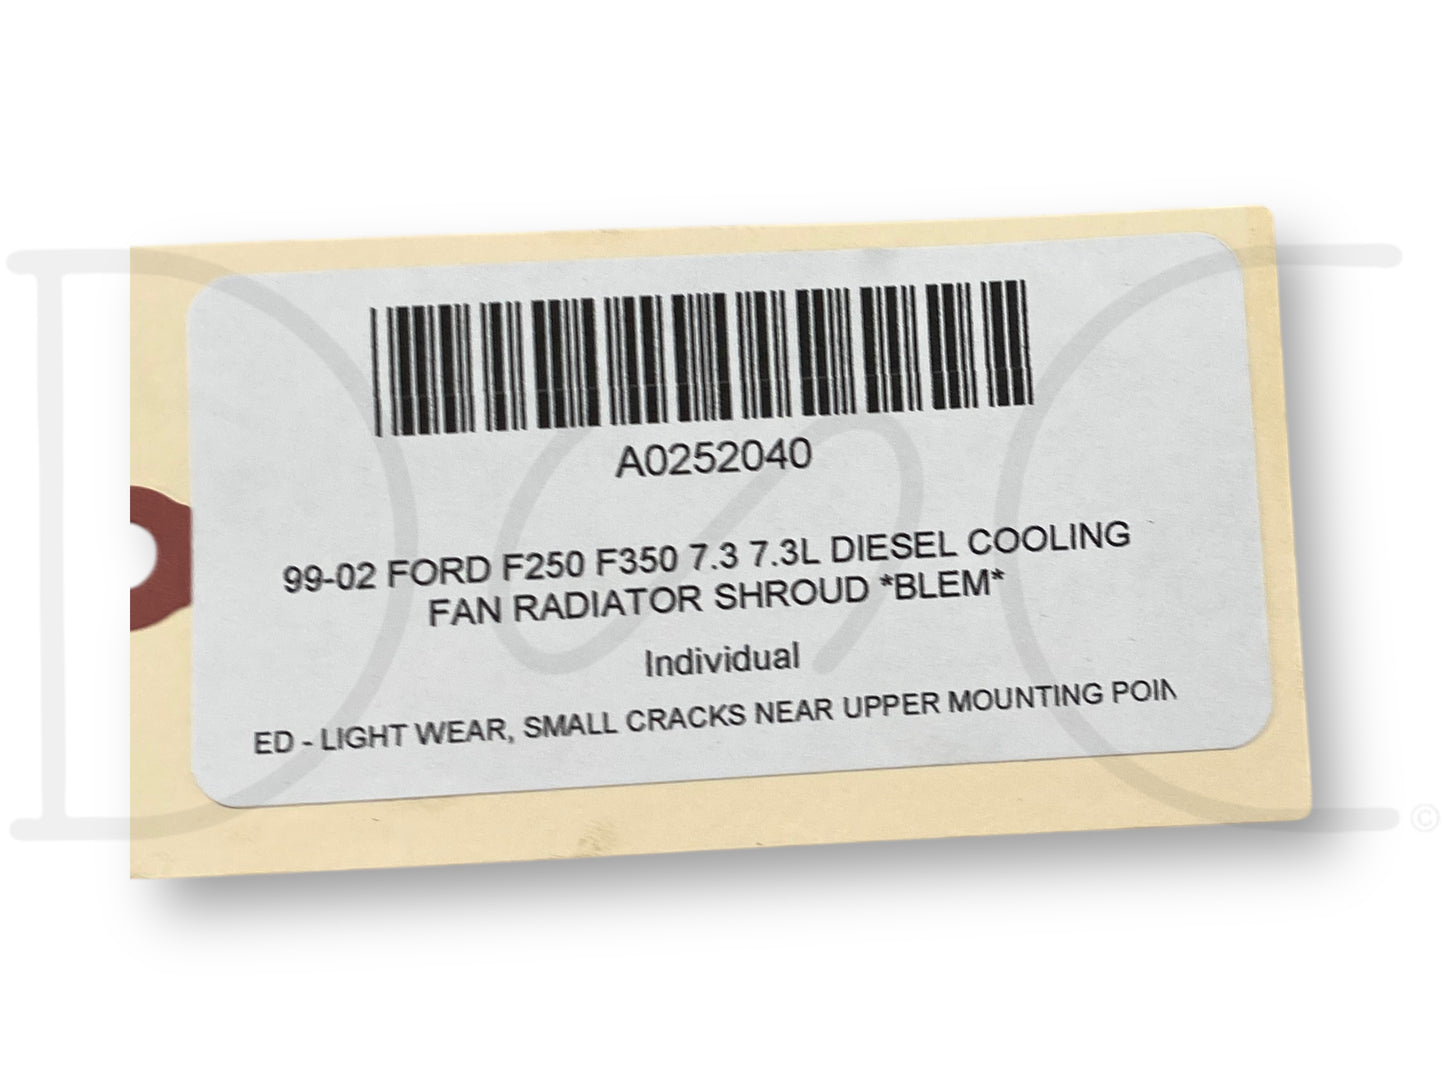 A0252040
99-02 FORD F250 F350 7.3 7.3L DIESEL COOLING
FAN RADIATOR SHROUD *BLEM*
Individual
ED - LIGHT WEAR, SMALL CRACKS NEAR UPPER MOUNTING POIN
DC
©